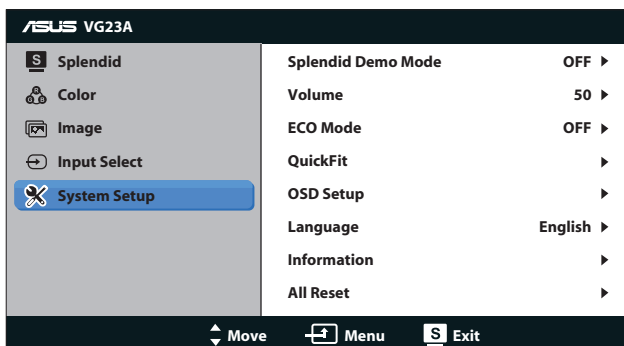 ASUS VG23A
S Splendid
Color
Image
Input Select
System Setup
Splendid Demo Mode OFF
Volume 50
ECO Mode OFF
QuickFit
OSD Setup
Language English
Information
All Reset
Move Menu S Exit